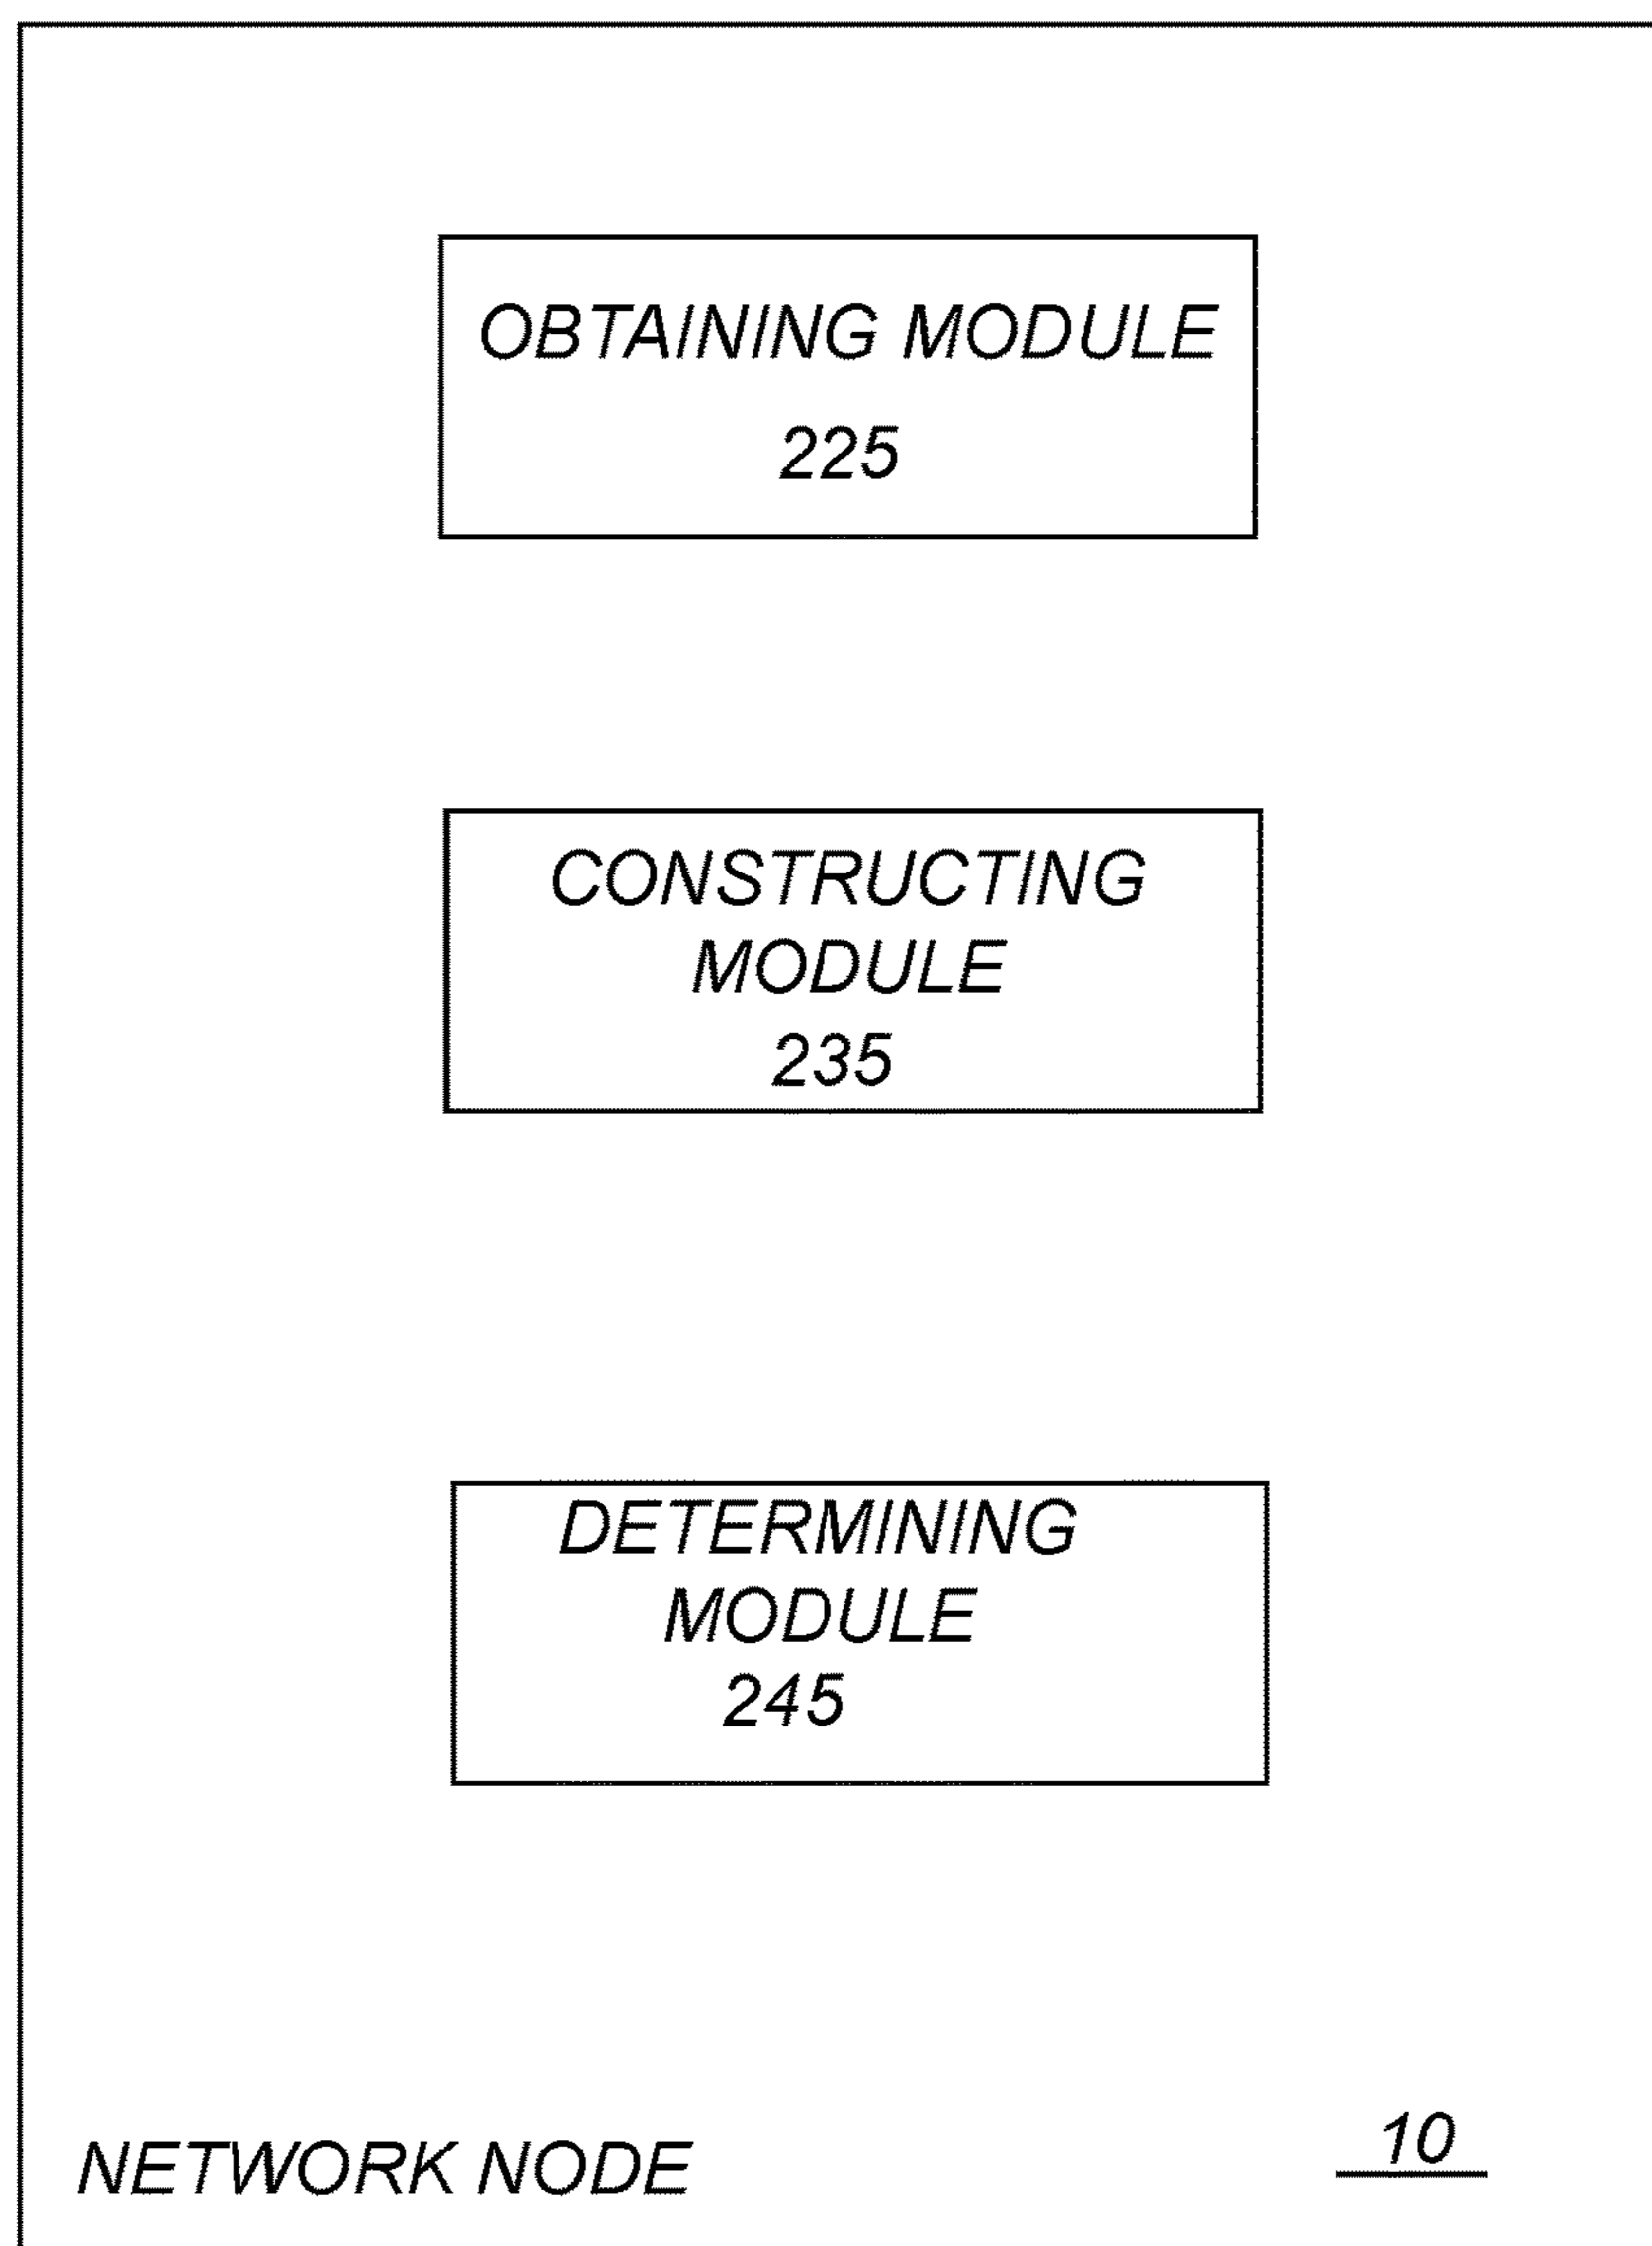 OBTAINING MODULE
225
CONSTRUCTING
MODULE
235
DETERMINING
MODULE
245
NETWORK NODE
10